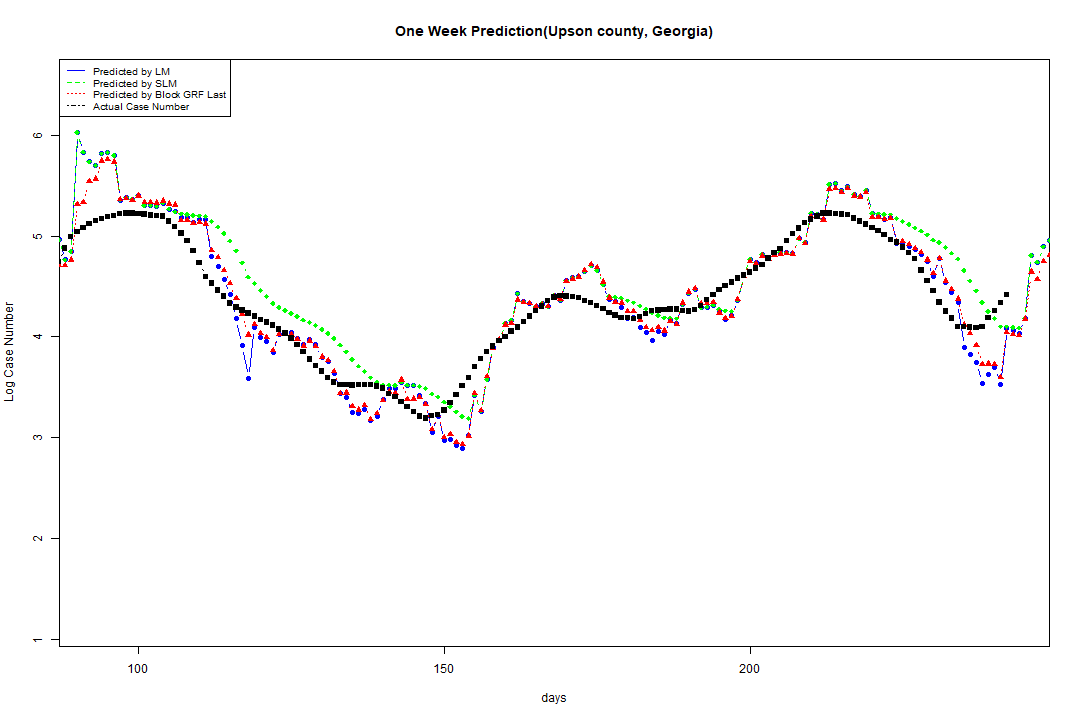 One Week Prediction(Upson county, Georgia)
Predicted by LM
Predicted by SLM
Predicted by Block GRF Last
Actual Case Number
6
5
4
3
2
1
Log Case Number
100 150 200
days